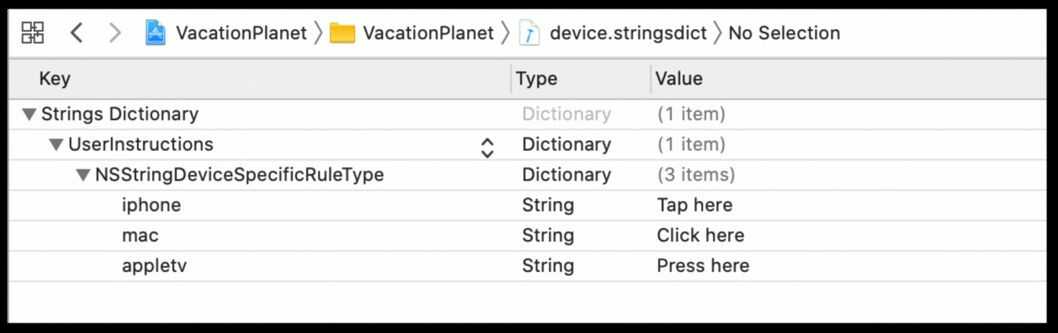 VacationPlanet VacationPlanet device.stringsdict No Selection
Key Type Value
Strings Dictionary Dictionary (1 item)
UserInstructions Dictionary (1 item)
NSStringDeviceSpecificRuleType Dictionary (3 items)
iphone String Tap here
mac String Click here
appletv String Press here